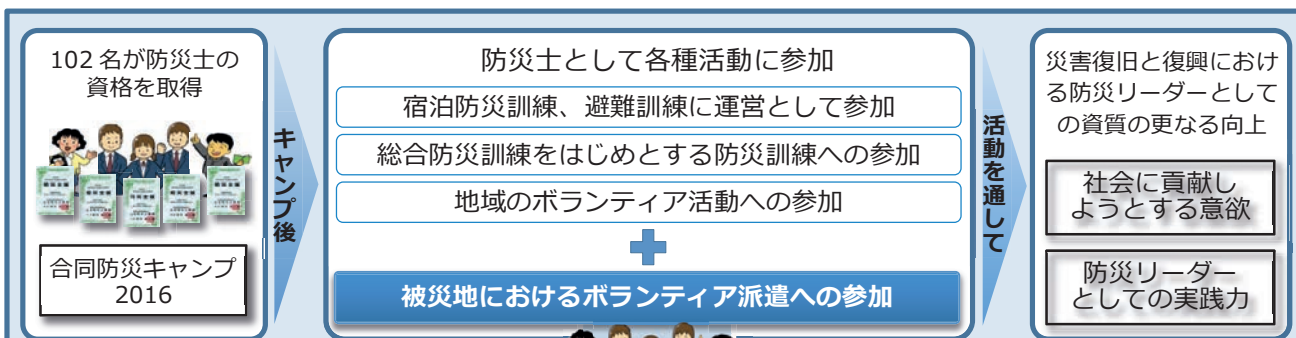 102 名が防災士の
資格を取得
合同防災キャンプ
2016
キャンプ後
防災士として各種活動に参加
宿泊防災訓練、避難訓練に運営として参加
総合防災訓練をはじめとする防災訓練への参加
地域のボランティア活動への参加
被災地におけるボランティア派遣への参加
活動を通して
災害復旧と復興におけ
る防災リーダーとして
の資質の更なる向上
社会に貢献し
ようとする意欲
防災リーダー
としての実践力